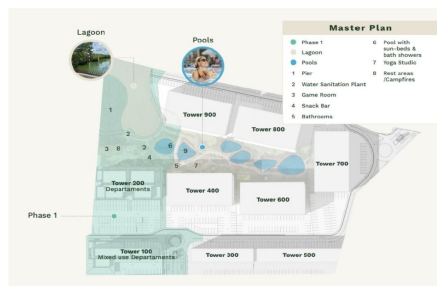 Master Plan
Phase 1
Lagoon
Pools
1 Pier
2 Water Sanitation Plant
3 Game Room
4 Snack Bar
5 Bathrooms
6 Pool with
sun-beds &
bath showers
7 Yoga Studio
8 Rest areas
/Campfires
Lagoon
Pools
1
2
3 8 2
4
6
9
5 7
Tower 900
Tower 800
Tower 700
Tower 200
Departaments
Tower 400
Tower 600
Phase 1
Tower 100
Mixed use Departaments
Tower 300
Tower 500